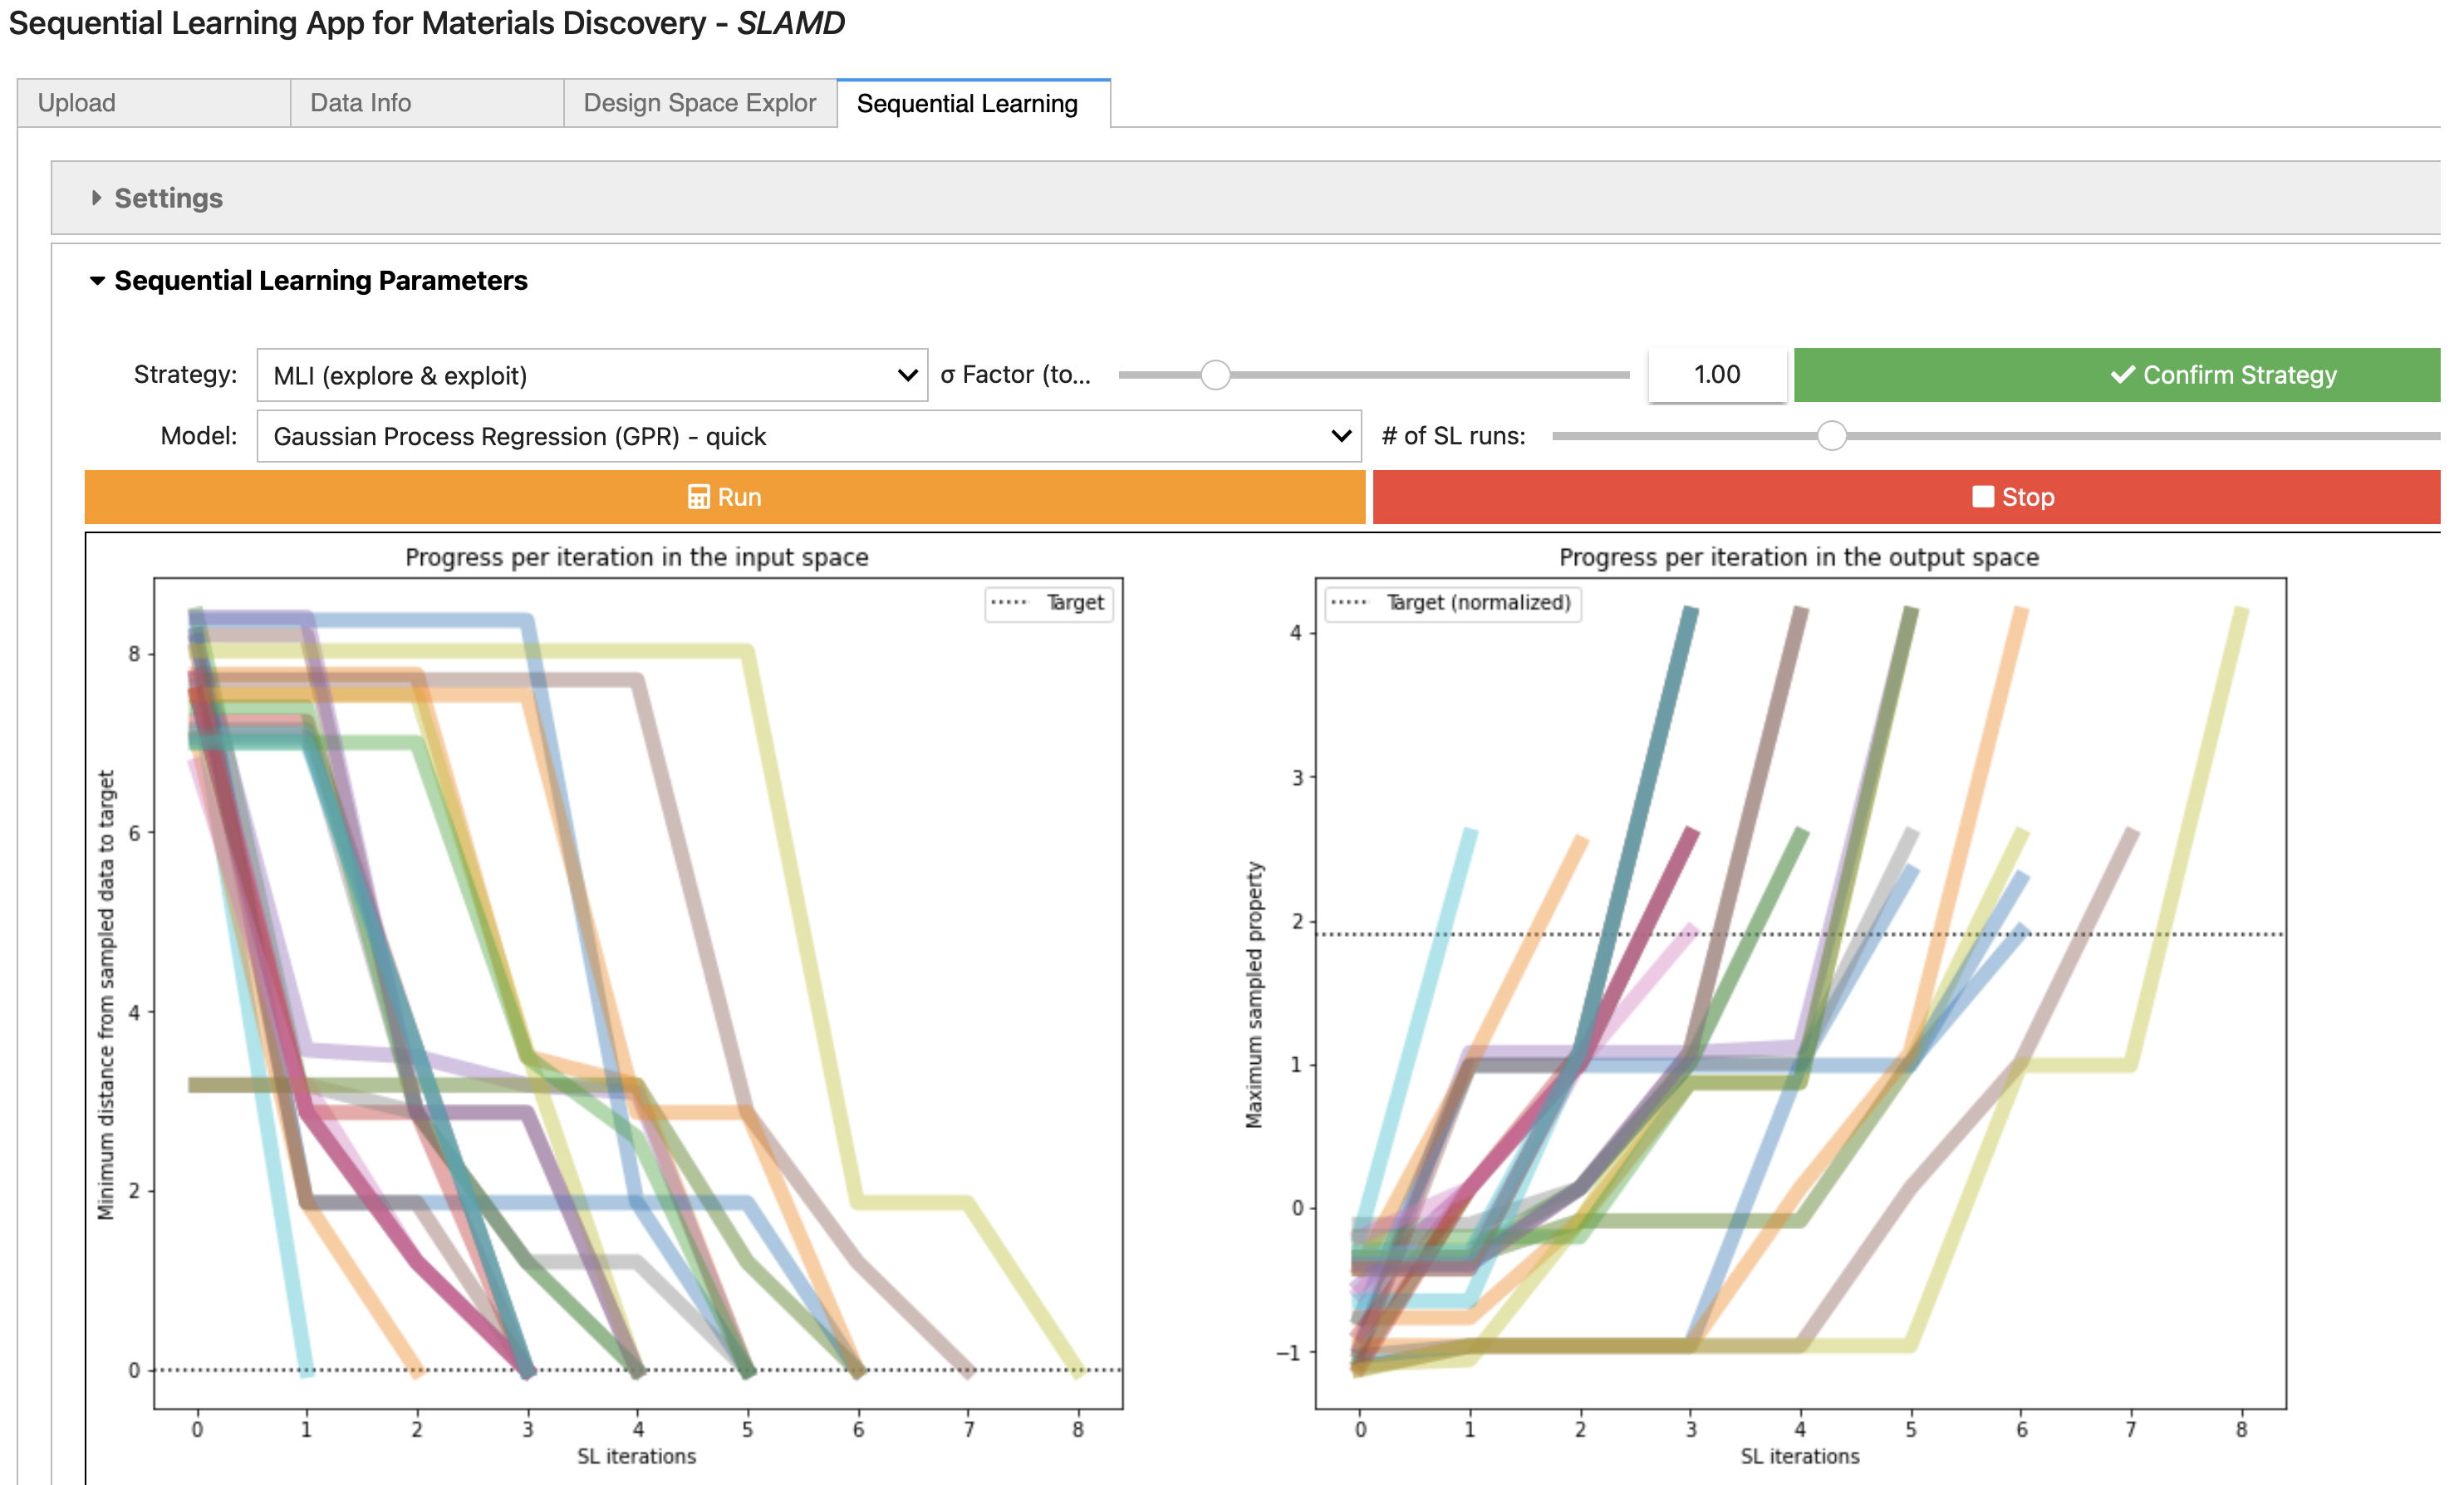 Sequential Learning App for Materials Discovery - SLAMD
Upload Data Info Design Space Explor Sequential Learning
Settings
Sequential Learning Parameters
Strategy: MLI (explore & exploit) σ Factor (to... 1.00 Confirm Strategy
Model: Gaussian Process Regression (GPR) - quick # of SL runs:
Run Stop
Progress per iteration in the input space
Target
Minimum distance from sampled data to target
8
6
4
2
0
0 1 2 3 4 5 6 7 8
SL iterations
Progress per iteration in the output space
Target (normalized)
Maximum sampled property
4
3
2
1
0
−1
0 1 2 3 4 5 6 7 8
SL iterations